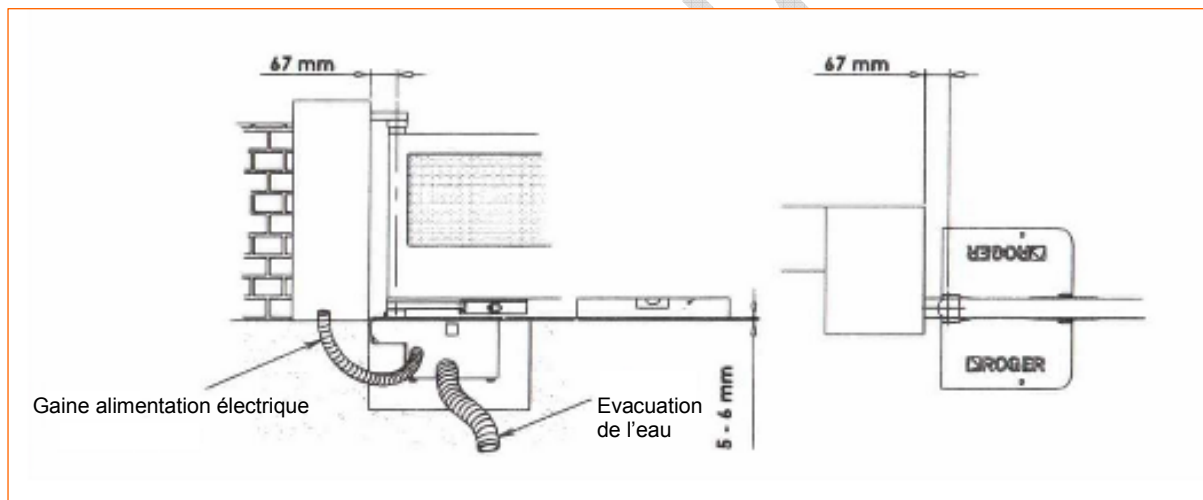 67 mm
67 mm
ROGER
ROGER
Gaine alimentation électrique
Evacuation
de l'eau
5 - 6 mm